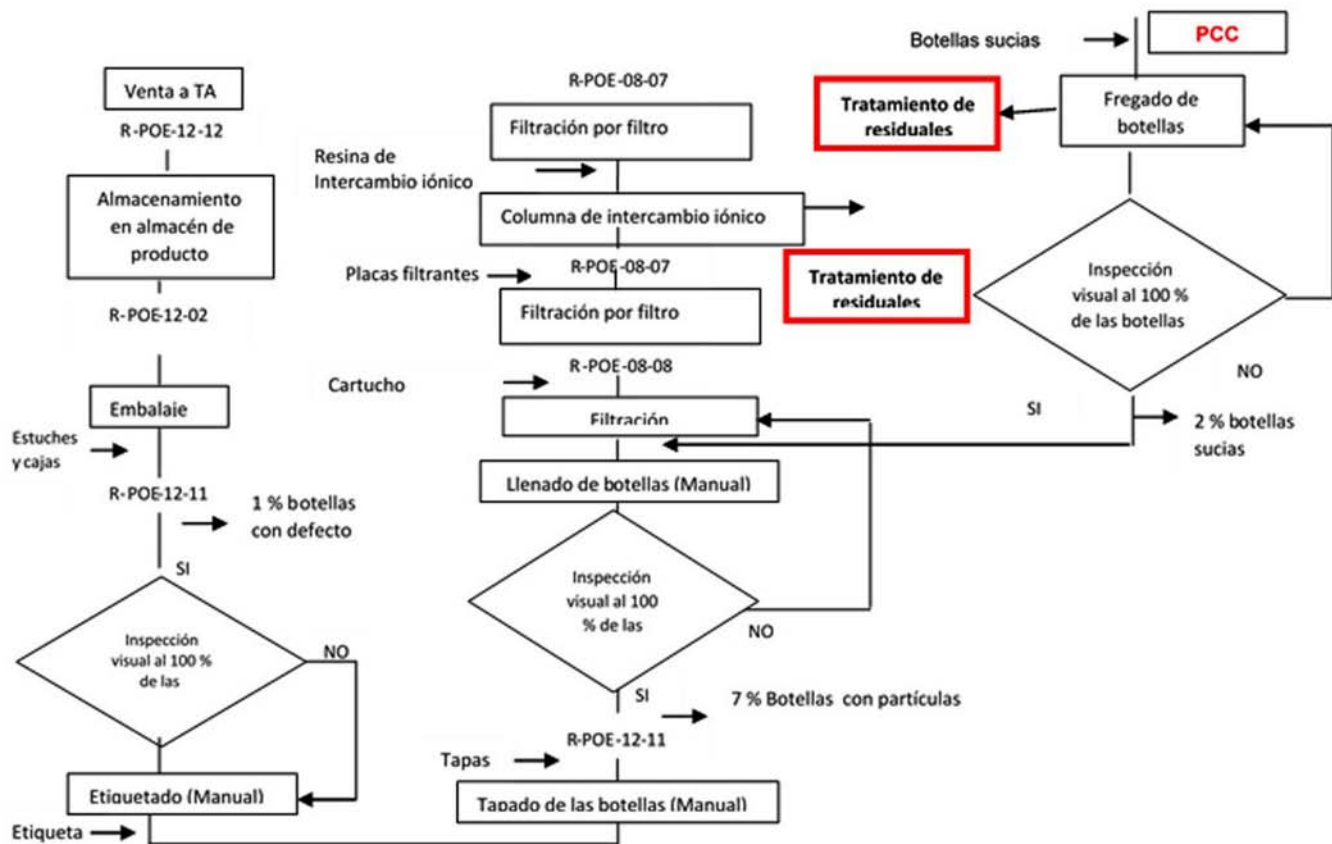 Venta a TA
R-POE-12-12
Almacenamiento
en almacén de
producto
R-POE-12-02
Embalaje
Estuches
y cajas
R-POE-12-11
1 % botellas
con defecto
SI
Inspección
visual al 100 %
de las
NO
Etiquetado (Manual)
Etiqueta
R-POE-08-07
Filtración por filtro
Resina de
Intercambio iónico
Columna de intercambio iónico
Placas filtrantes
R-POE-08-07
Filtración por filtro
R-POE-08-08
Cartucho
Filtración
Llenado de botellas (Manual)
Inspección
visual al 100
% de las
NO
SI
7 % Botellas con partículas
R-POE-12-11
Tapas
Tapado de las botellas (Manual)
Botellas sucias
PCC
Tratamiento de
residuales
Fregado de
botellas
Tratamiento de
residuales
Inspección
visual al 100 %
de las botellas
NO
SI
2 % botellas
sucias